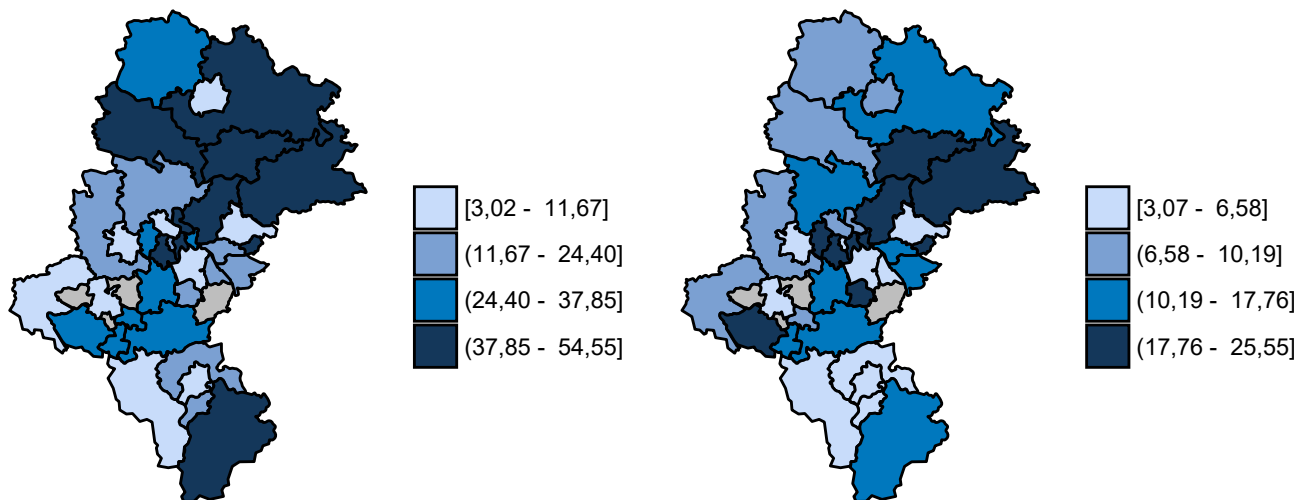 [3,02 - 11,67]
(11,67 - 24,40]
(24,40 - 37,85]
(37,85 - 54,55]
[3,07 - 6,58]
(6,58 - 10,19]
(10,19 - 17,76]
(17,76 - 25,55]